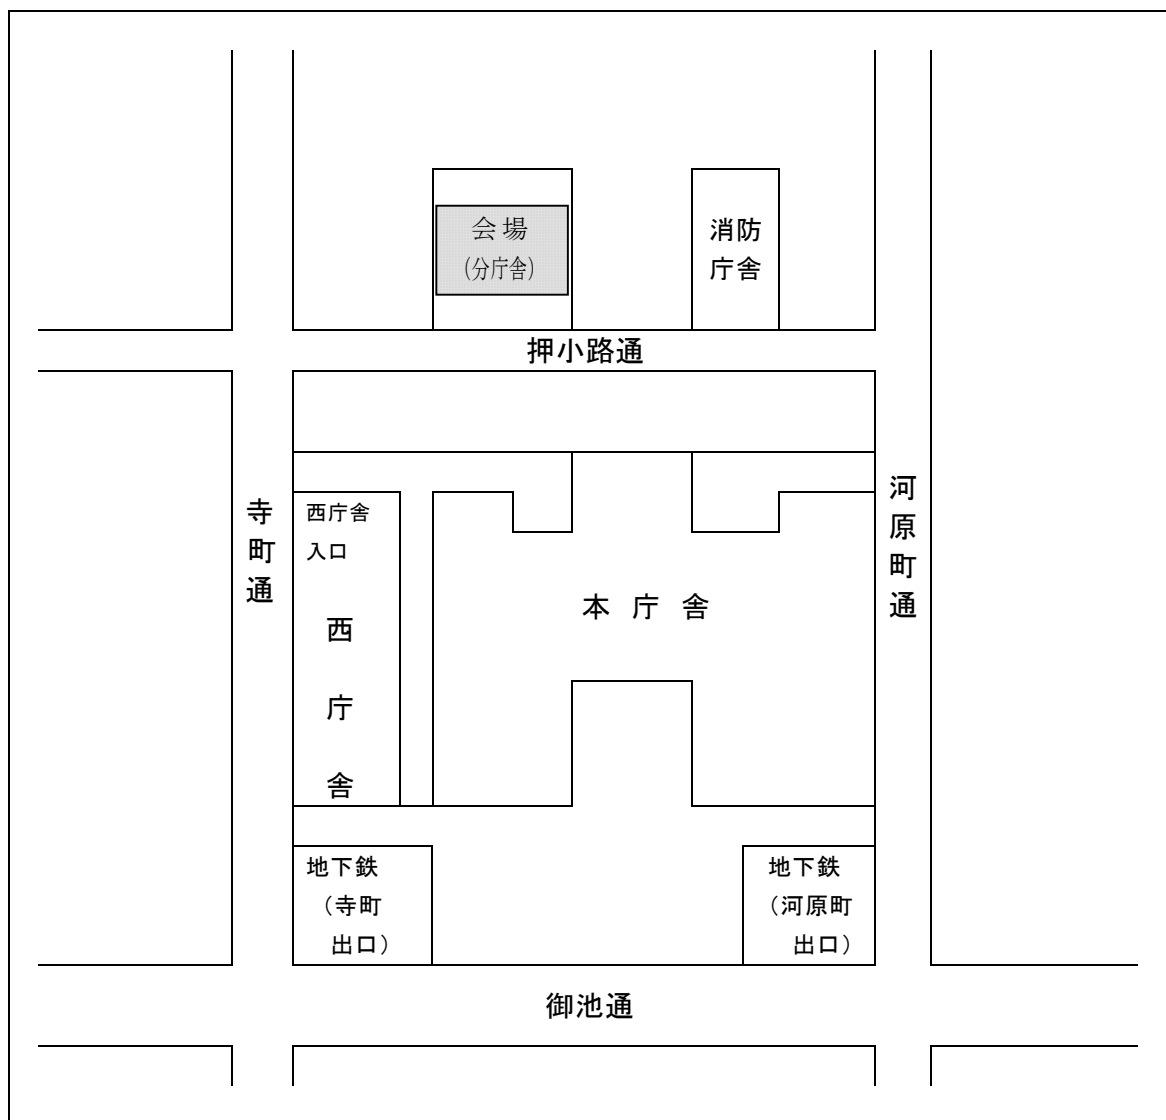 会場
(分庁舎)
消防
庁舎
押小路通
寺町通
西庁舎
入口
西庁舎
本庁舎
河原町通
地下鉄
(寺町
出口)
地下鉄
(河原町
出口)
御池通